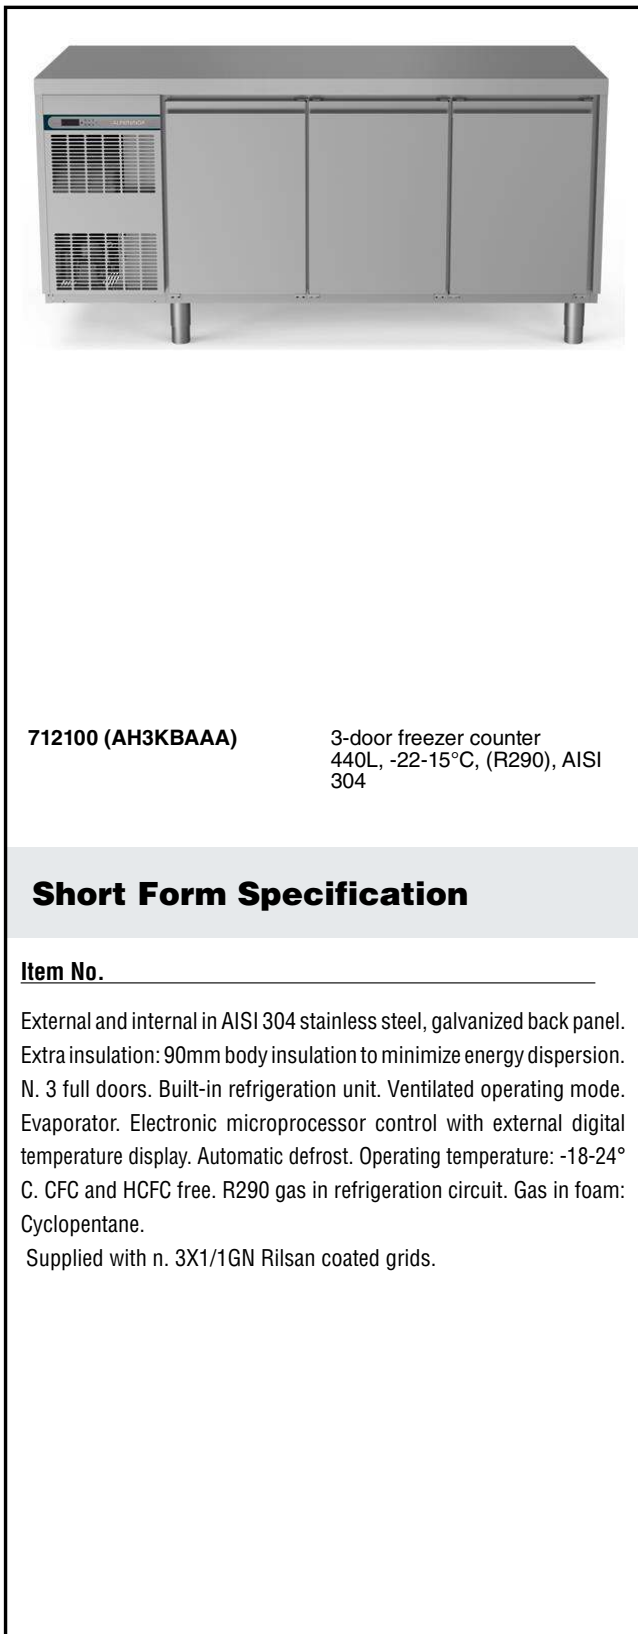 712100 (AH3KBAAA)
3-door freezer counter
440L, -22-15°C, (R290), AISI
304
Short Form Specification
Item No.
External and internal in AISI 304 stainless steel, galvanized back panel.
Extra insulation: 90mm body insulation to minimize energy dispersion.
N. 3 full doors. Built-in refrigeration unit. Ventilated operating mode.
Evaporator. Electronic microprocessor control with external digital
temperature display. Automatic defrost. Operating temperature: -18-24°
C. CFC and HCFC free. R290 gas in refrigeration circuit. Gas in foam:
Cyclopentane.
Supplied with n. 3X1/1GN Rilsan coated grids.